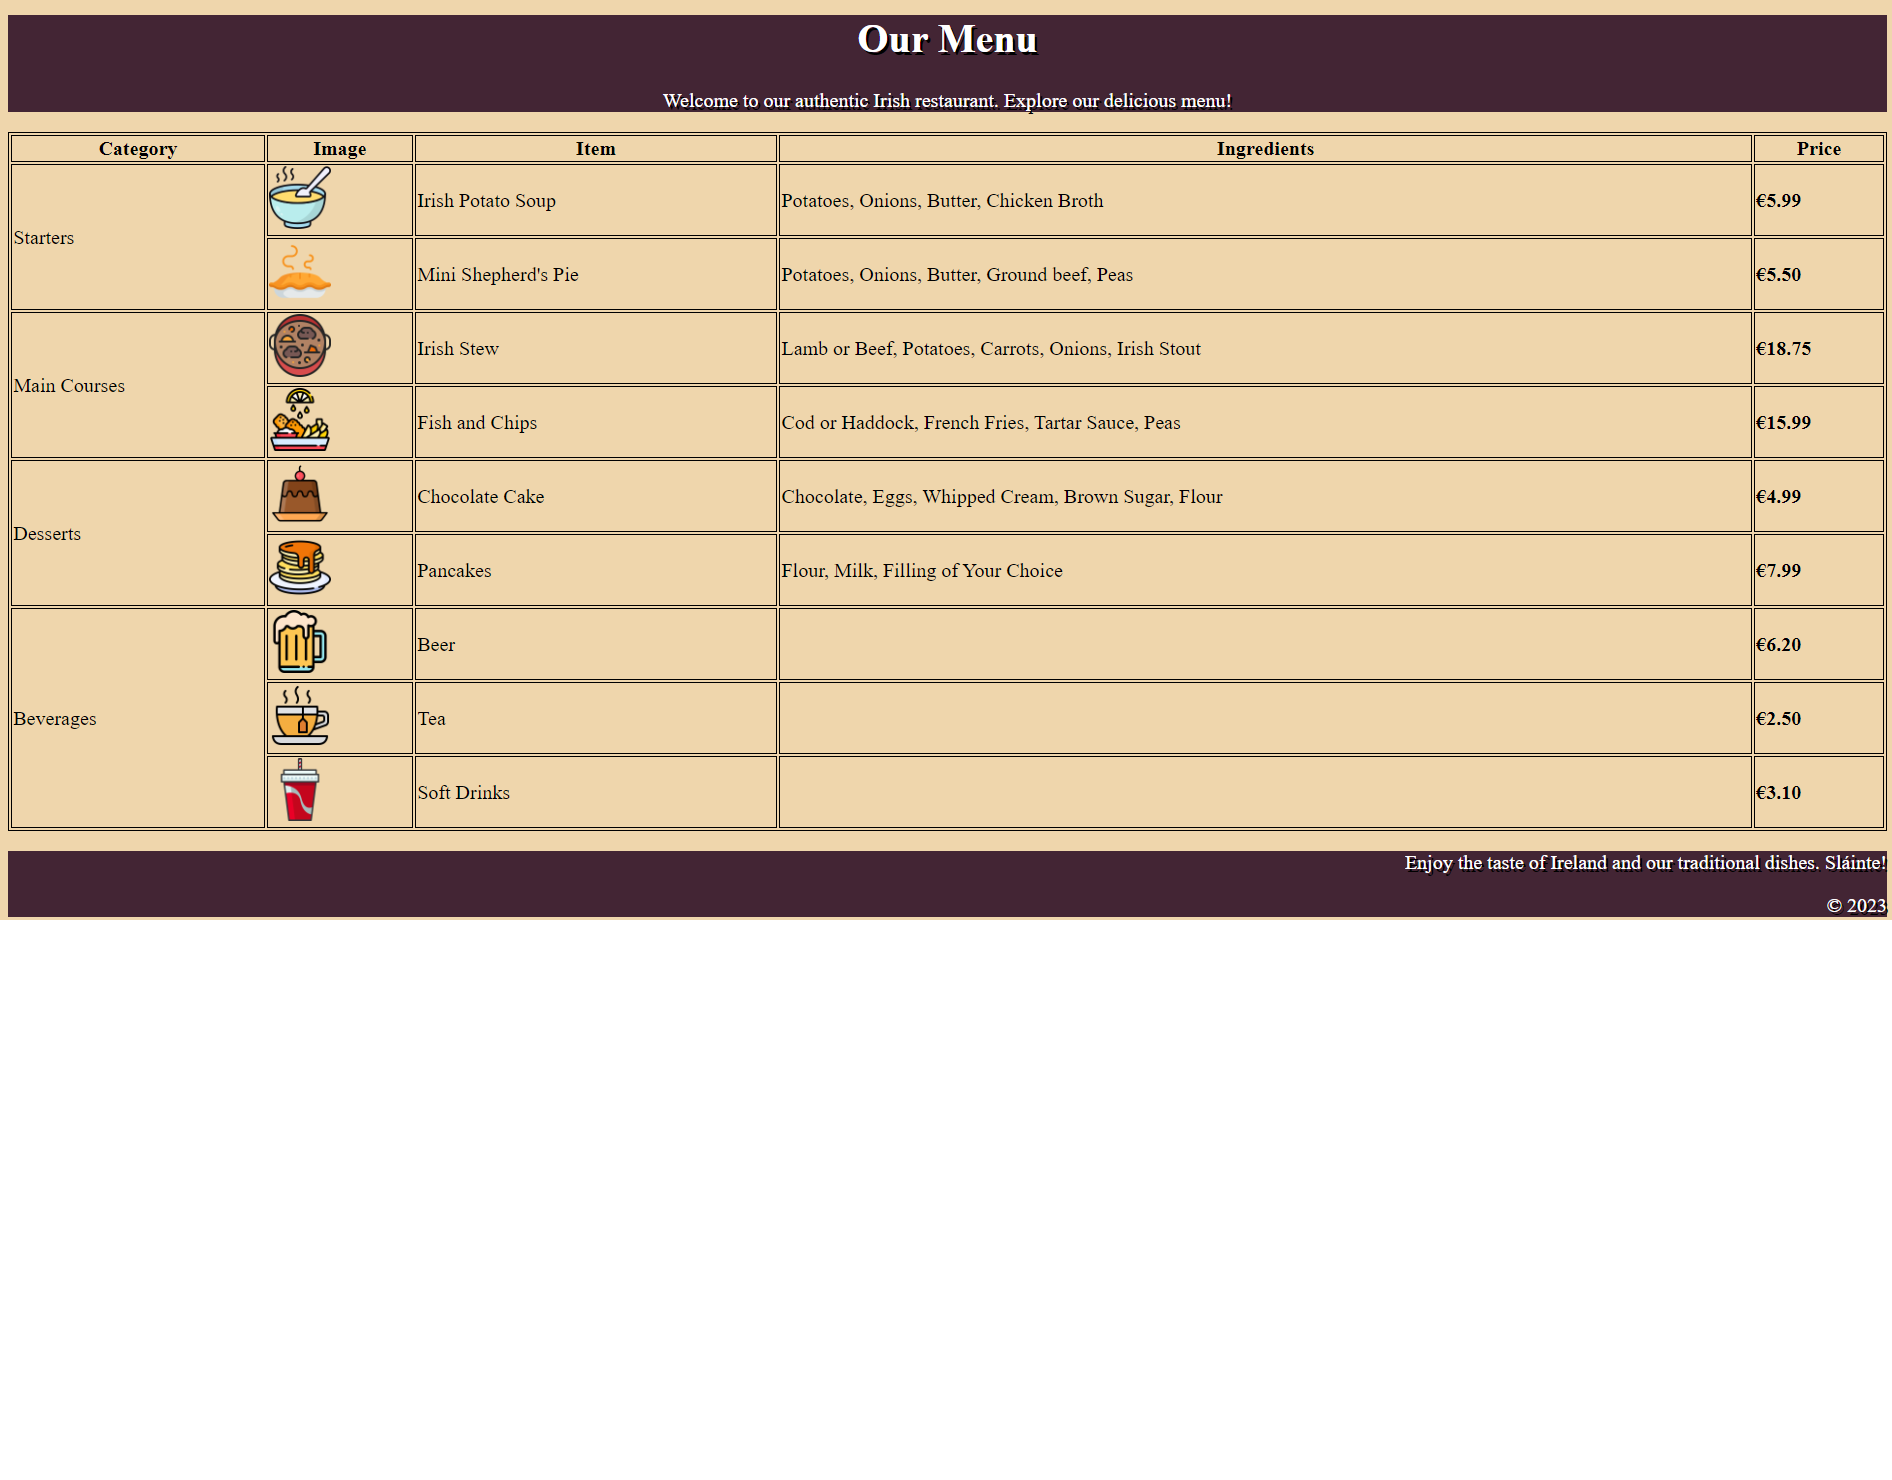 Our Menu
Welcome to our authentic Irish restaurant. Explore our delicious menu!
Category Image Item Ingredients Price
Starters
Irish Potato Soup Potatoes, Onions, Butter, Chicken Broth €5.99
Mini Shepherd's Pie Potatoes, Onions, Butter, Ground beef, Peas €5.50
Main Courses
Irish Stew Lamb or Beef, Potatoes, Carrots, Onions, Irish Stout €18.75
Fish and Chips Cod or Haddock, French Fries, Tartar Sauce, Peas €15.99
Desserts
Chocolate Cake Chocolate, Eggs, Whipped Cream, Brown Sugar, Flour €4.99
Pancakes Flour, Milk, Filling of Your Choice €7.99
Beverages
Beer €6.20
Tea €2.50
Soft Drinks €3.10
Enjoy the taste of Ireland and our traditional dishes. Sláinte!
© 2023